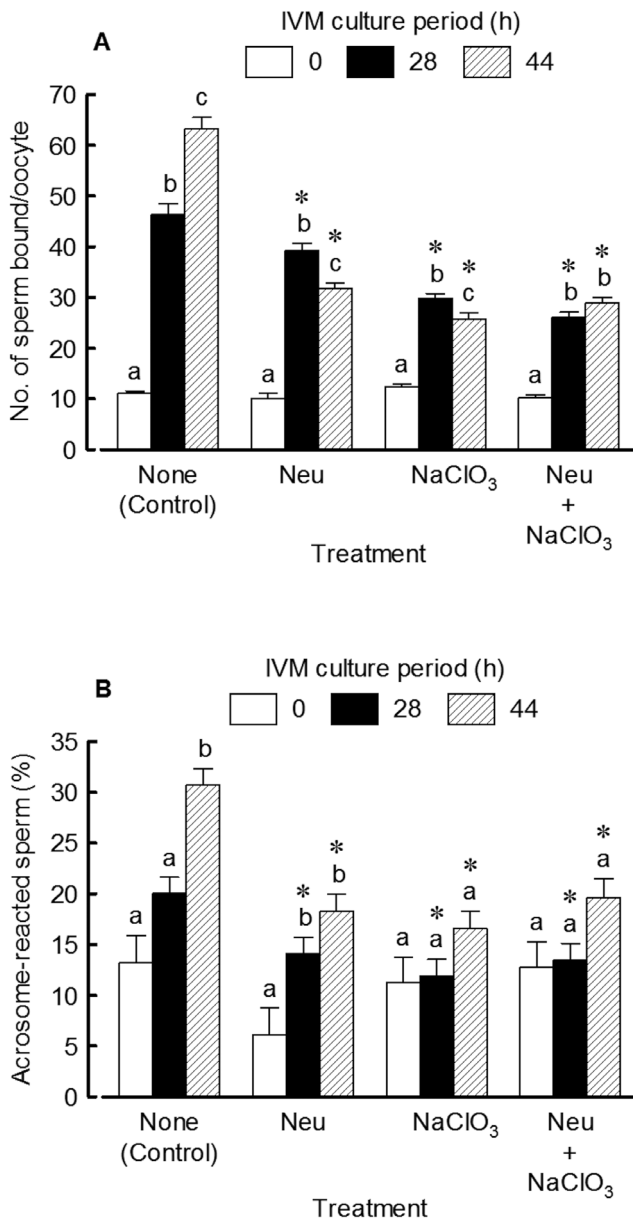 IVM culture period (h)
A
0 28 44
No. of sperm bound/oocyte
70
60
50
40
30
20
10
0
a b c
a * b * c
a * b * c
a * b * b
None
(Control)
Neu
NaClO₃
Neu
+
NaClO₃
Treatment
IVM culture period (h)
B
0 28 44
Acrosome-reacted sperm (%)
35
30
25
20
15
10
5
0
a a b
a * b * b
a * a * a
a * a * a
None
(Control)
Neu
NaClO₃
Neu
+
NaClO₃
Treatment